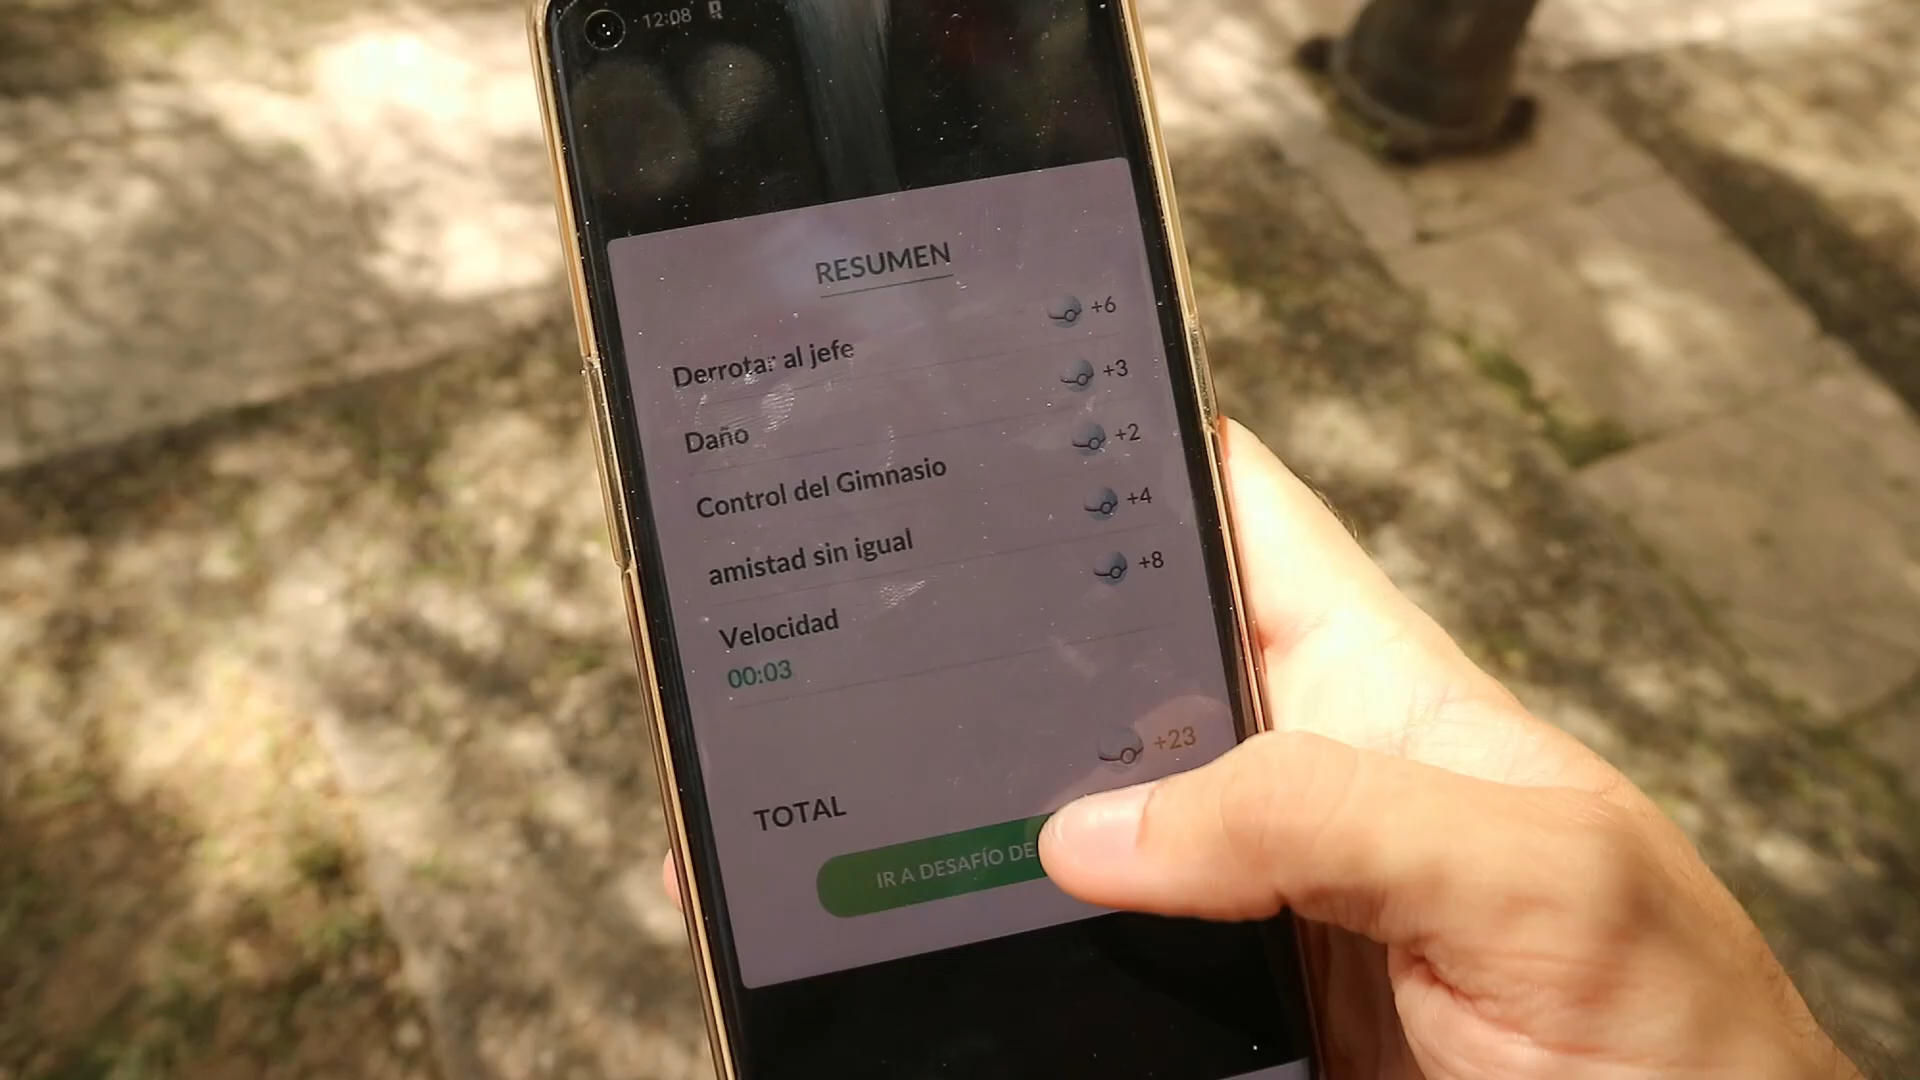 12:08
RESUMEN
Derrotar al jefe +6
Daño +3
Control del Gimnasio +2
amistad sin igual +4
Velocidad +8
00:03
TOTAL +23
IR A DESAFÍO DE